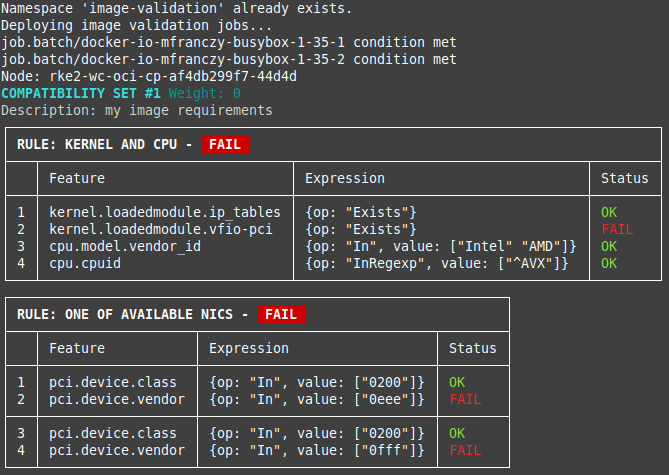 Namespace 'image-validation' already exists.
Deploying image validation jobs...
job.batch/docker-io-mfranczy-busybox-1-35-1 condition met
job.batch/docker-io-mfranczy-busybox-1-35-2 condition met
Node: rke2-wc-oci-cp-af4db299f7-44d4d
COMPATIBILITY SET #1 Weight: 0
Description: my image requirements
RULE: KERNEL AND CPU - FAIL
Feature Expression Status
1 kernel.loadedmodule.ip_tables {op: "Exists"} OK
2 kernel.loadedmodule.vfio-pci {op: "Exists"} FAIL
3 cpu.model.vendor_id {op: "In", value: ["Intel" "AMD"]} OK
4 cpu.cpuid {op: "InRegexp", value: ["^AVX"]} OK
RULE: ONE OF AVAILABLE NICS - FAIL
Feature Expression Status
1 pci.device.class {op: "In", value: ["0200"]} OK
2 pci.device.vendor {op: "In", value: ["0eee"]} FAIL
3 pci.device.class {op: "In", value: ["0200"]} OK
4 pci.device.vendor {op: "In", value: ["0fff"]} FAIL